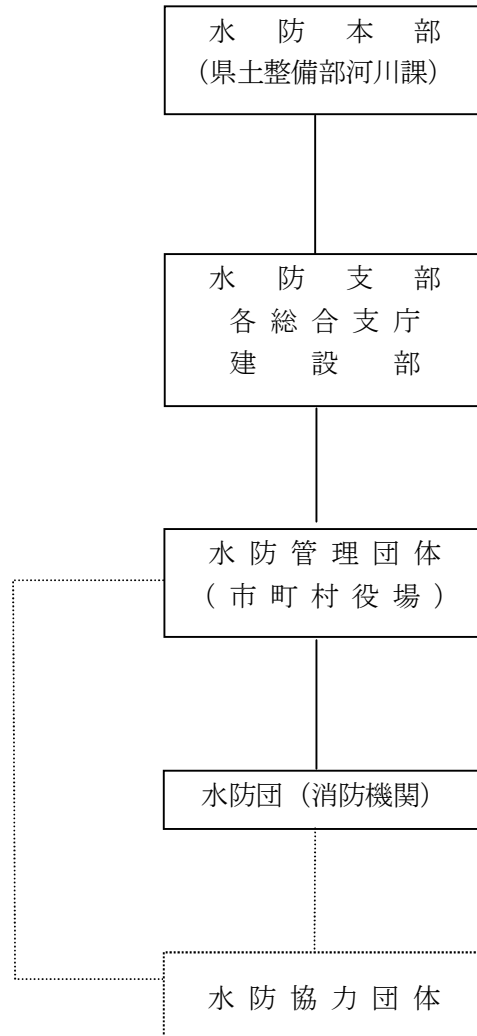 水防本部
（県土整備部河川課）
水防支部
各総合支庁
建設部
水防管理団体
（市町村役場）
水防団（消防機関）
水防協力団体